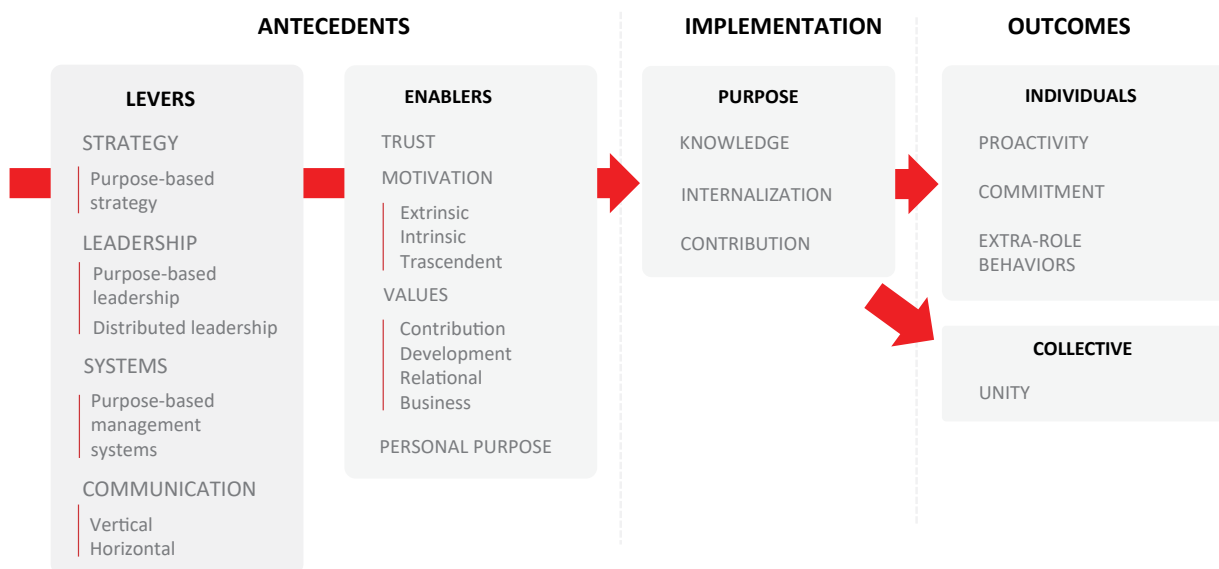 ANTECEDENTS
IMPLEMENTATION
OUTCOMES
LEVERS
STRATEGY
Purpose-based
strategy
LEADERSHIP
Purpose-based
leadership
Distributed leadership
SYSTEMS
Purpose-based
management
systems
COMMUNICATION
Vertical
Horizontal
ENABLERS
TRUST
MOTIVATION
Extrinsic
Intrinsic
Trascendent
VALUES
Contribution
Development
Relational
Business
PERSONAL PURPOSE
PURPOSE
KNOWLEDGE
INTERNALIZATION
CONTRIBUTION
INDIVIDUALS
PROACTIVITY
COMMITMENT
EXTRA-ROLE
BEHAVIORS
COLLECTIVE
UNITY